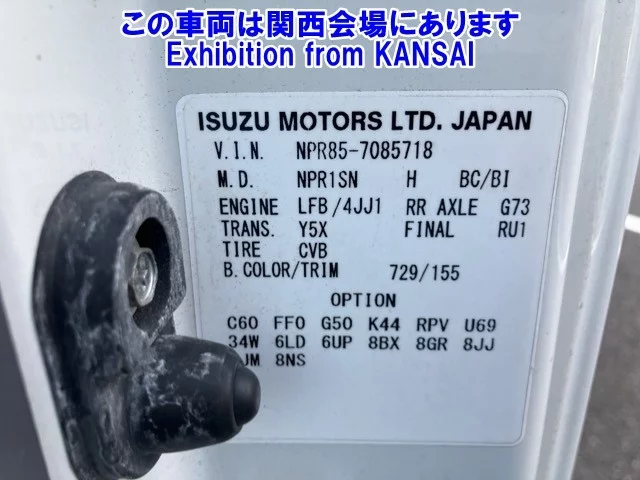 この車両は関西会場にあります
Exhibition from KANSAI
ISUZU MOTORS LTD. JAPAN
V.I.N. NPR85-7085718
M.D. NPR1SN H BC/BI
ENGINE LFB/4JJ1 RR AXLE G73
TRANS. Y5X FINAL RU1
TIRE CVB
B.COLOR/TRIM 729/155
OPTION
C60 FF0 G50 K44 RPV U69
34W 6LD 6UP 8BX 8GR 8JJ
8NS